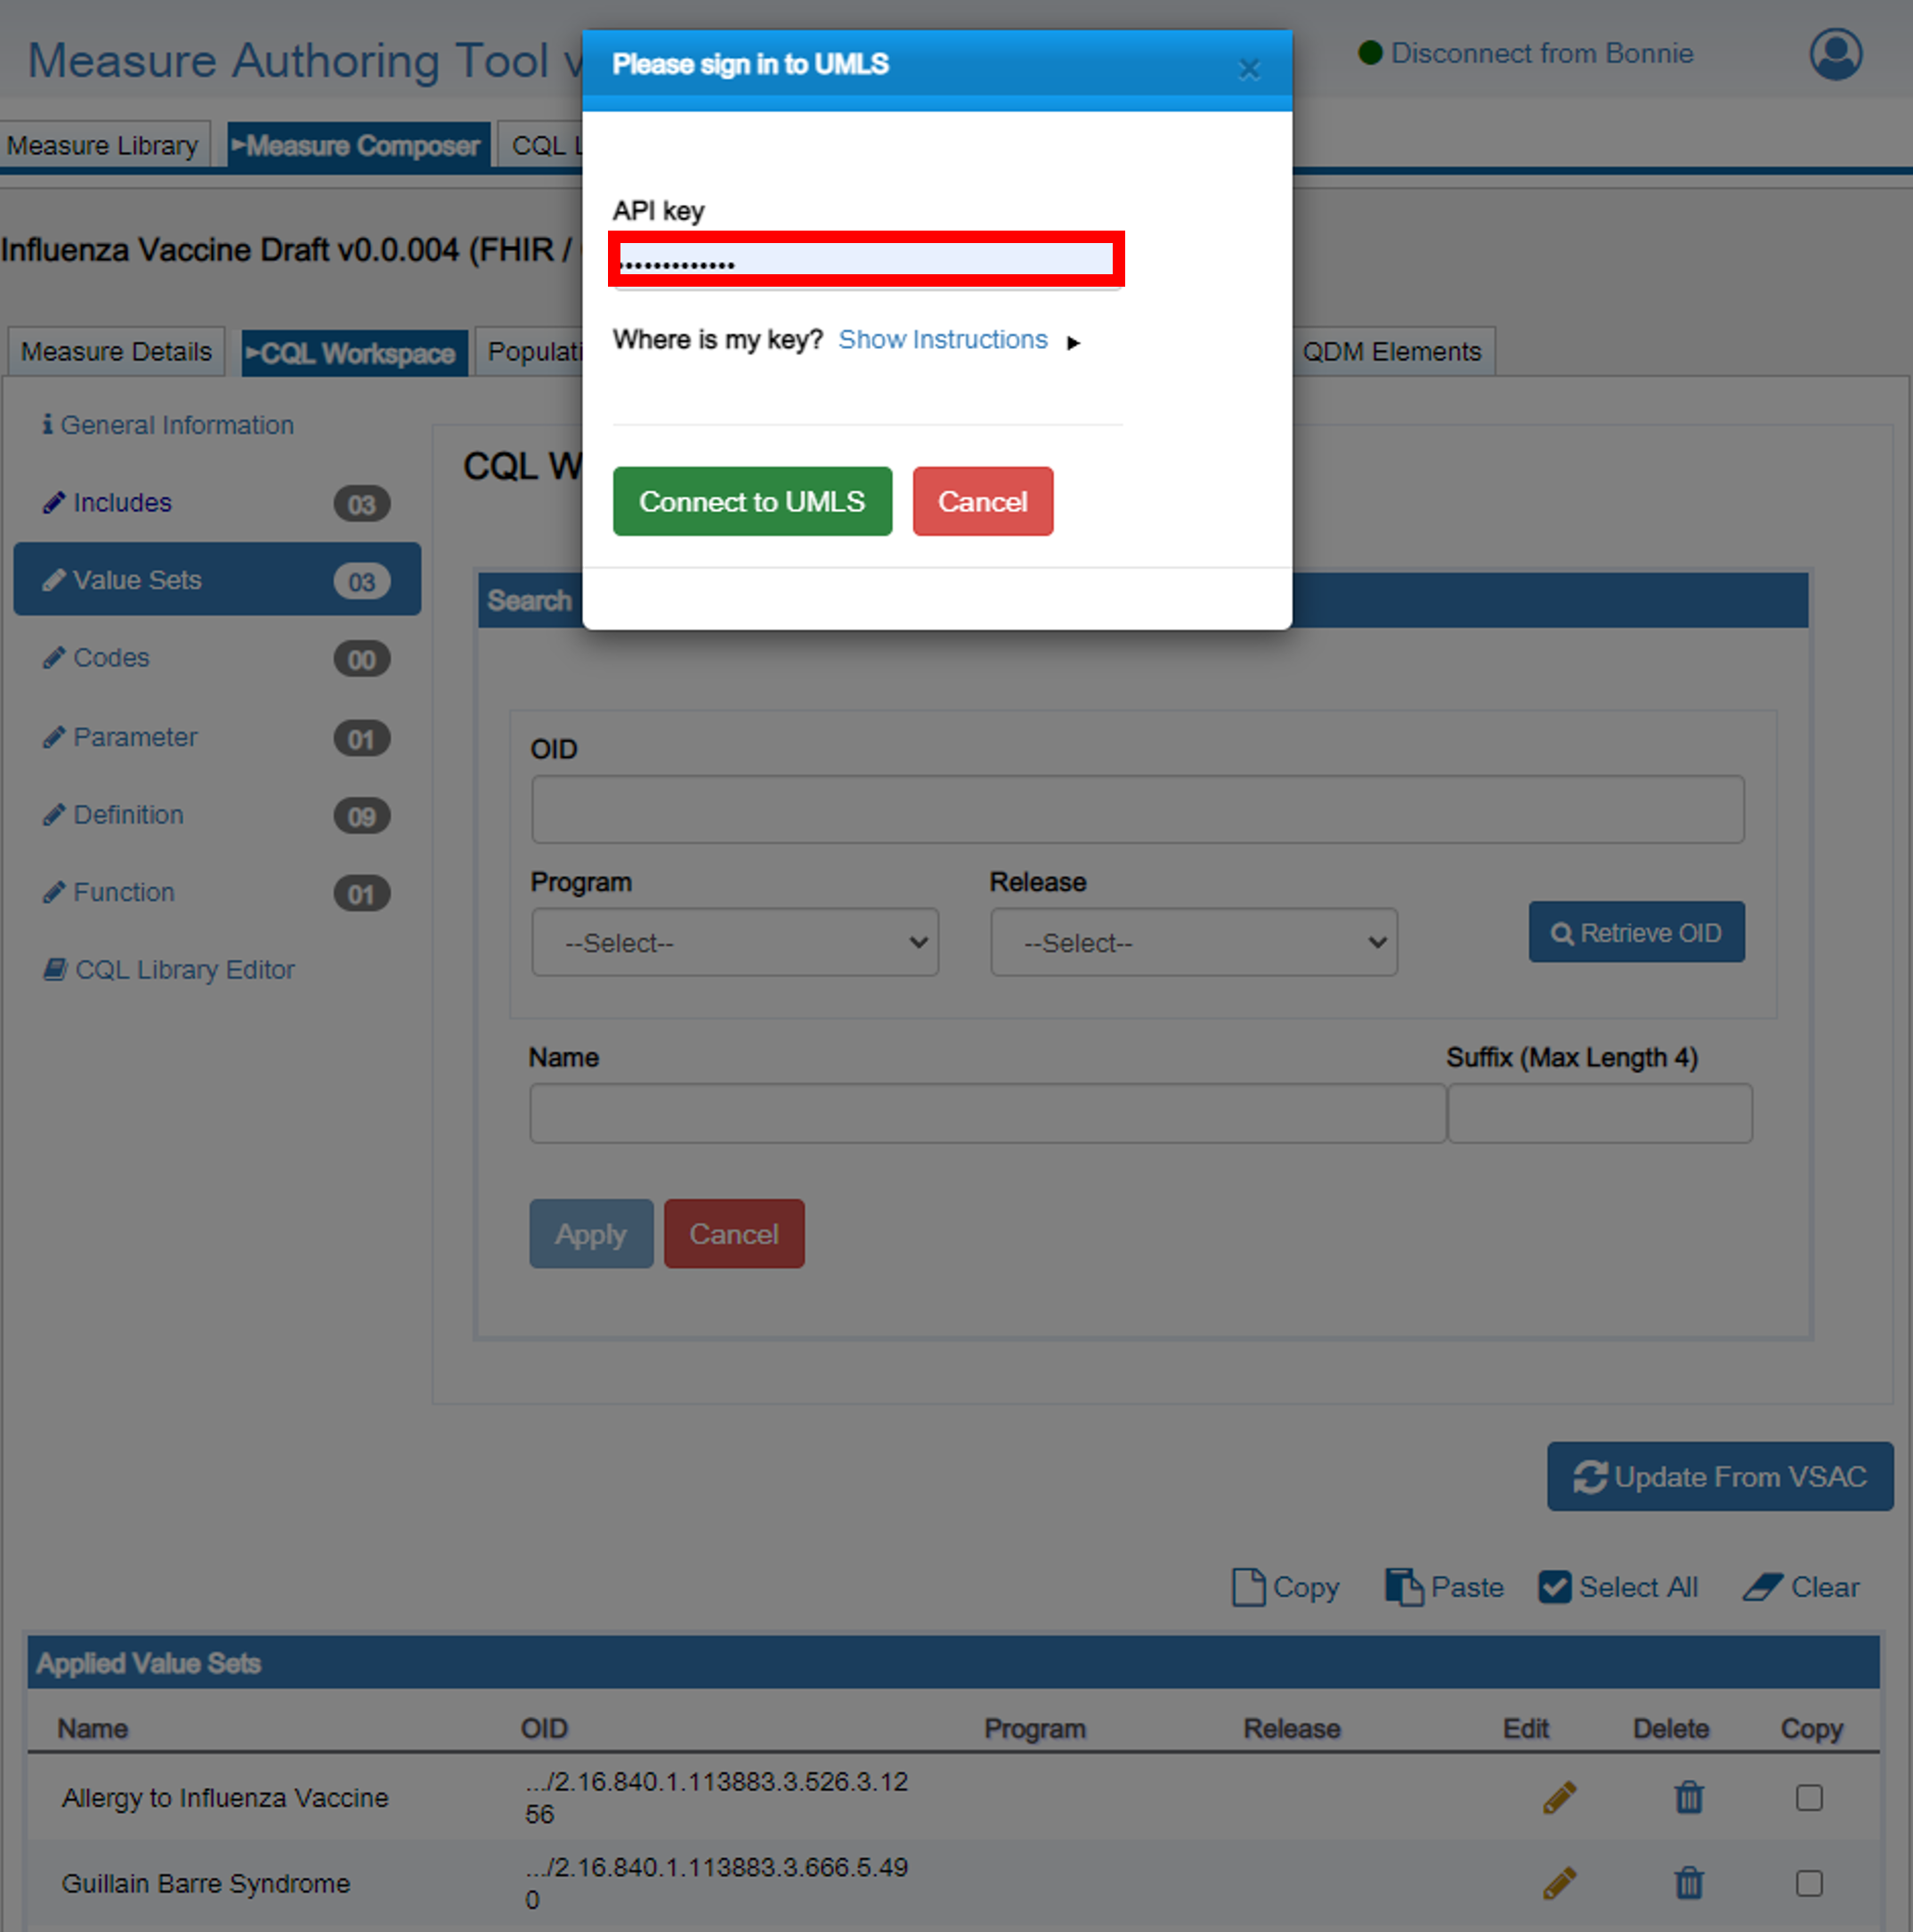 Measure Authoring Tool v
Please sign in to UMLS
×
Disconnect from Bonnie
Measure Library
►Measure Composer
CQL L
Influenza Vaccine Draft v0.0.004 (FHIR /
API key
•••••••••••••
Where is my key? Show Instructions ►
Connect to UMLS
Cancel
Measure Details
►CQL Workspace
Populati
QDM Elements
General Information
Includes 03
Value Sets 03
Codes 00
Parameter 01
Definition 09
Function 01
CQL Library Editor
CQL W
Search
OID
Program
Release
--Select--
--Select--
Retrieve OID
Name
Suffix (Max Length 4)
Apply
Cancel
Update From VSAC
Copy Paste Select All Clear
Applied Value Sets
Name OID Program Release Edit Delete Copy
Allergy to Influenza Vaccine .../2.16.840.1.113883.3.526.3.12
56
Guillain Barre Syndrome .../2.16.840.1.113883.3.666.5.49
0